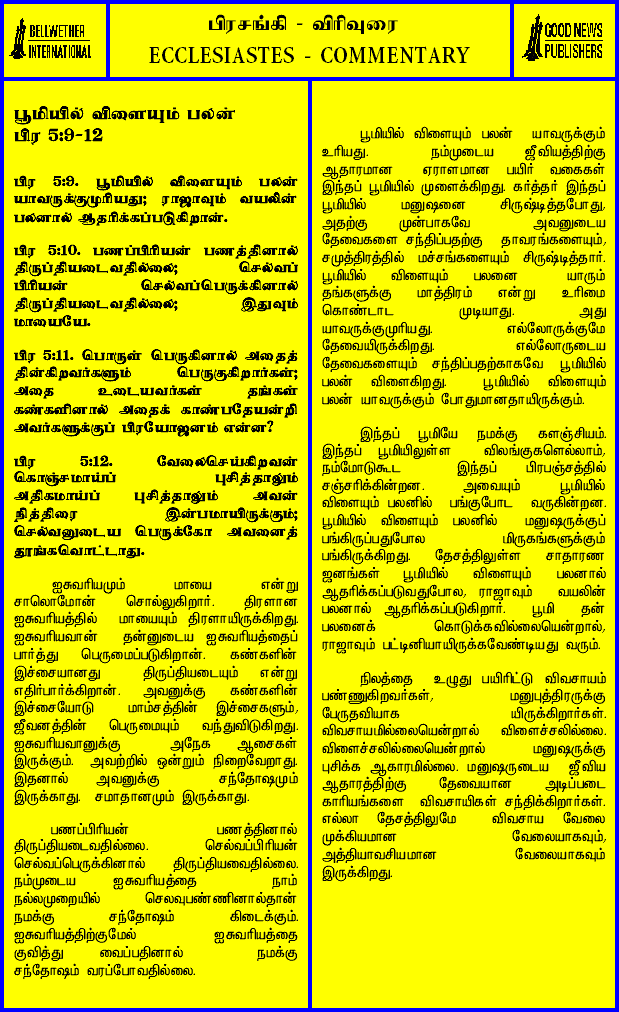 BELLWETHER
INTERNATIONAL
பிரசங்கி - விரிவுரை
ECCLESIASTES - COMMENTARY
GOOD NEWS
PUBLISHERS
பூமியில் விளையும் பலன்
பிர 5:9-12
பிர 5:9. பூமியில் விளையும் பலன்
யாவருக்குமுரியது; ராஜாவும் வயலின்
பலனால் ஆதரிக்கப்படுகிறான்.
பிர 5:10. பணப்பிரியன் பணத்தினால்
திருப்தியடைவதில்லை; செல்வப்
பிரியன் செல்வப்பெருக்கினால்
திருப்தியடைவதில்லை; இதுவும்
மாயையே.
பிர 5:11. பொருள் பெருகினால் அதைத்
தின்கிறவர்களும் பெருகுகிறார்கள்;
அதை உடையவர்கள் தங்கள்
கண்களினால் அதைக் காண்பதேயன்றி
அவர்களுக்குப் பிரயோஜனம் என்ன?
பிர 5:12. வேலைசெய்கிறவன்
கொஞ்சமாய்ப் புசித்தாலும்
அதிகமாய்ப் புசித்தாலும் அவன்
நித்திரை இன்பமாயிருக்கும்;
செல்வனுடைய பெருக்கோ அவனைத்
தூங்கவொட்டாது.
ஐசுவரியமும் மாயை என்று
சாலொமோன் சொல்லுகிறார். திரளான
ஐசுவரியத்தில் மாயையும் திரளாயிருக்கிறது.
ஐசுவரியவான் தன்னுடைய ஐசுவரியத்தைப்
பார்த்து பெருமைப்படுகிறான். கண்களின்
இச்சையானது திருப்தியடையும் என்று
எதிர்பார்க்கிறான். அவனுக்கு கண்களின்
இச்சையோடு மாம்சத்தின் இச்சைகளும்,
ஜீவனத்தின் பெருமையும் வந்துவிடுகிறது.
ஐசுவரியவானுக்கு அநேக ஆசைகள்
இருக்கும். அவற்றில் ஒன்றும் நிறைவேறாது.
இதனால் அவனுக்கு சந்தோஷமும்
இருக்காது. சமாதானமும் இருக்காது.
பணப்பிரியன் பணத்தினால்
திருப்தியடைவதில்லை. செல்வப்பிரியன்
செல்வப்பெருக்கினால் திருப்தியைவதில்லை.
நம்முடைய ஐசுவரியத்தை நாம்
நல்லமுறையில் செலவுபண்ணினால்தான்
நமக்கு சந்தோஷம் கிடைக்கும்.
ஐசுவரியத்திற்குமேல் ஐசுவரியத்தை
குவித்து வைப்பதினால் நமக்கு
சந்தோஷம் வரப்போவதில்லை.
பூமியில் விளையும் பலன் யாவருக்கும்
உரியது. நம்முடைய ஜீவியத்திற்கு
ஆதாரமான ஏராளமான பயிர் வகைகள்
இந்தப் பூமியில் முளைக்கிறது. கர்த்தர் இந்தப்
பூமியில் மனுஷனை சிருஷ்டித்தபோது,
அதற்கு முன்பாகவே அவனுடைய
தேவைகளை சந்திப்பதற்கு தாவரங்களையும்,
சமுத்திரத்தில் மச்சங்களையும் சிருஷ்டித்தார்.
பூமியில் விளையும் பலனை யாரும்
தங்களுக்கு மாத்திரம் என்று உரிமை
கொண்டாட முடியாது. அது
யாவருக்குமுரியது. எல்லோருக்குமே
தேவையிருக்கிறது. எல்லோருடைய
தேவைகளையும் சந்திப்பதற்காகவே பூமியில்
பலன் விளைகிறது. பூமியில் விளையும்
பலன் யாவருக்கும் போதுமானதாயிருக்கும்.
இந்தப் பூமியே நமக்கு களஞ்சியம்.
இந்தப் பூமியிலுள்ள விலங்குகளெல்லாம்,
நம்மோடுகூட இந்தப் பிரபஞ்சத்தில்
சஞ்சரிக்கின்றன. அவையும் பூமியில்
விளையும் பலனில் பங்குபோட வருகின்றன.
பூமியில் விளையும் பலனில் மனுஷருக்குப்
பங்கிருப்பதுபோல மிருகங்களுக்கும்
பங்கிருக்கிறது. தேசத்திலுள்ள சாதாரண
ஜனங்கள் பூமியில் விளையும் பலனால்
ஆதரிக்கப்படுவதுபோல, ராஜாவும் வயலின்
பலனால் ஆதரிக்கப்படுகிறார். பூமி தன்
பலனைக் கொடுக்கவில்லையென்றால்,
ராஜாவும் பட்டினியாயிருக்கவேண்டியது வரும்.
நிலத்தை உழுது பயிரிட்டு விவசாயம்
பண்ணுகிறவர்கள், மனுபுத்திரருக்கு
பேருதவியாக யிருக்கிறார்கள்.
விவசாயமில்லையென்றால் விளைச்சலில்லை.
விளைச்சலில்லையென்றால் மனுஷருக்கு
புசிக்க ஆகாரமில்லை. மனுஷருடைய ஜீவிய
ஆதாரத்திற்கு தேவையான அடிப்படை
காரியங்களை விவசாயிகள் சந்திக்கிறார்கள்.
எல்லா தேசத்திலுமே விவசாய வேலை
முக்கியமான வேலையாகவும்,
அத்தியாவசியமான வேலையாகவும்
இருக்கிறது.